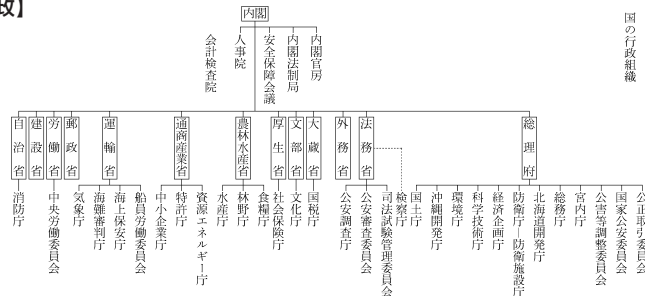 政】
国の行政組織
内閣
内閣官房
内閣法制局
安全保障会議
人事院
会計検査院
総理府
法務省
外務省
大蔵省
文部省
厚生省
農林水産省
通商産業省
運輸省
郵政省
労働省
建設省
自治省
公正取引委員会
国家公安委員会
公害等調整委員会
宮内庁
総務庁
北海道開発庁
防衛庁―防衛施設庁
経済企画庁
科学技術庁
環境庁
沖縄開発庁
国土庁
検察庁
司法試験管理委員会
公安審査委員会
公安調査庁
国税庁
文化庁
社会保険庁
食糧庁
林野庁
水産庁
資源エネルギー庁
特許庁
中小企業庁
船員労働委員会
海上保安庁
海難審判庁
気象庁
中央労働委員会
消防庁